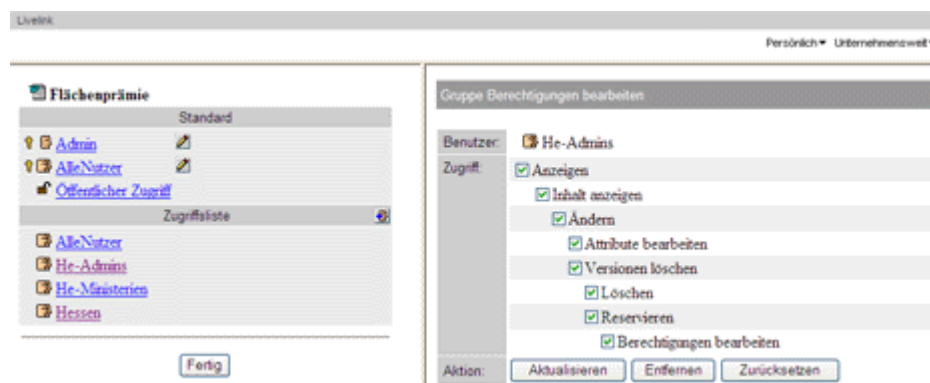 Livelink
Persönlich Unternehmensweit
Flächenprämie
Standard
Admin
AlleNutzer
Öffentlicher Zugriff
Zugriffsliste
AlleNutzer
He-Admins
He-Ministerien
Hessen
Fertig
Gruppe Berechtigungen bearbeiten
Benutzer: He-Admins
Zugriff: Anzeigen
Inhalt anzeigen
Ändern
Attribute bearbeiten
Versionen löschen
Löschen
Reservieren
Berechtigungen bearbeiten
Aktion: Aktualisieren Entfernen Zurücksetzen